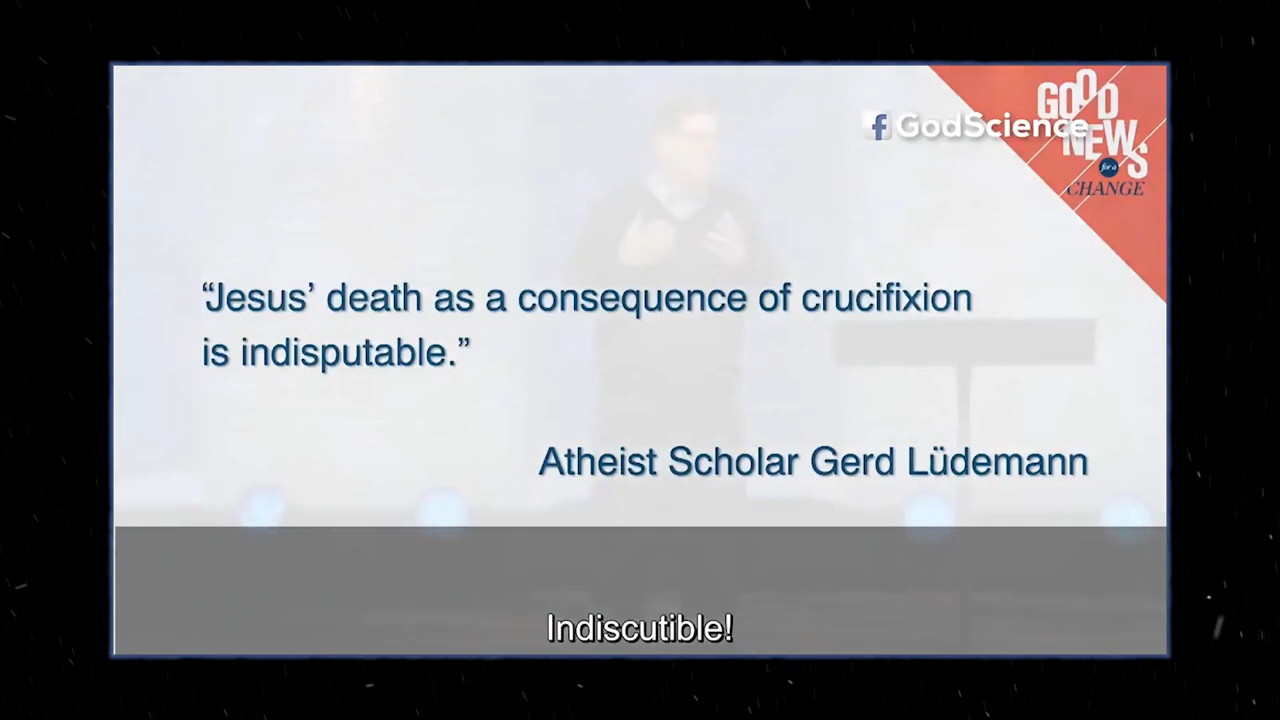 f GodScience
GOOD
NEWS
for a
CHANGE
“Jesus’ death as a consequence of crucifixion
is indisputable.”
Atheist Scholar Gerd Lüdemann
Indiscutible!